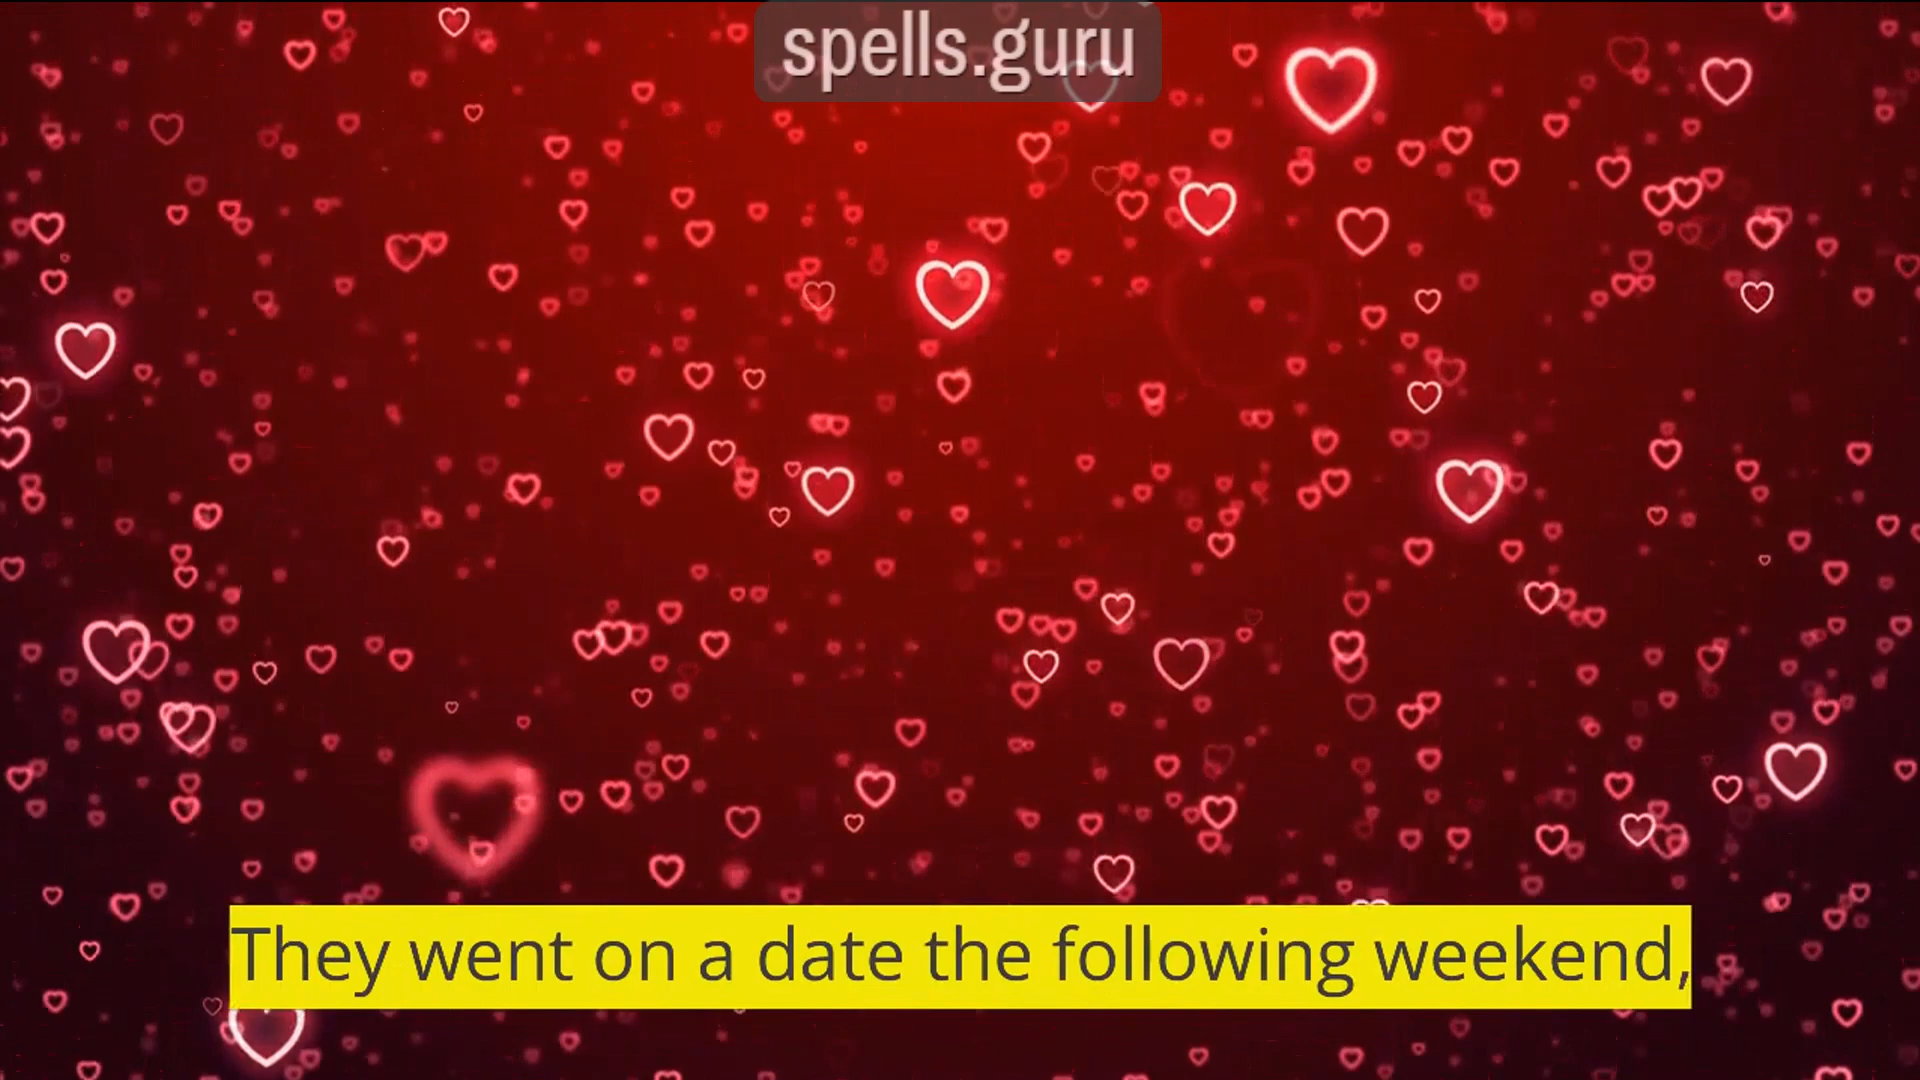 spells.guru
They went on a date the following weekend,